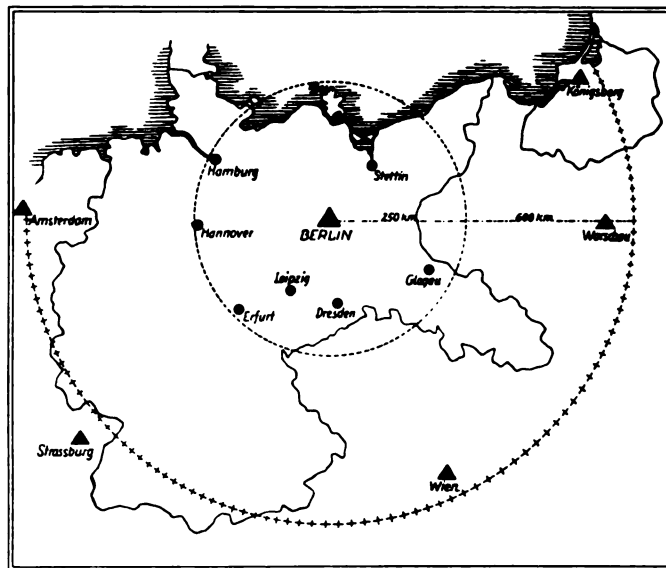 Königsberg
Hamburg
Stettin
Amsterdam
Hannover
BERLIN
250 km
600 km.
Warschau
Leipzig
Dresden
Glogau
Erfurt
Strassburg
Wien